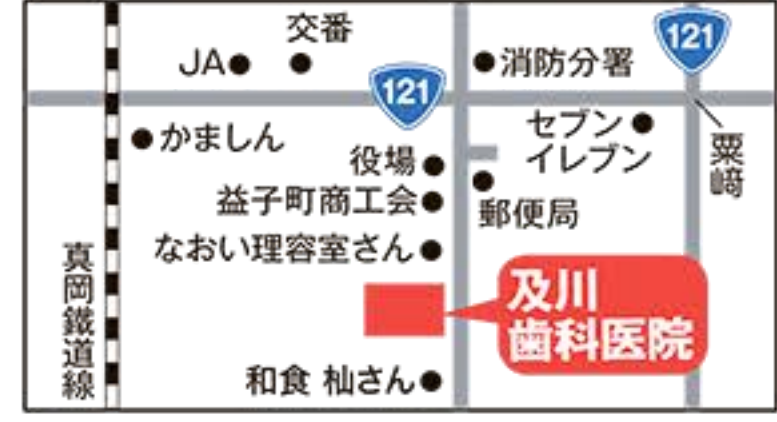 交番
121
JA
消防分署
121
かましん
セブン
イレブン
粟﨑
役場
益子町商工会
郵便局
なおい理容室さん
真岡鐵道線
及川
歯科医院
和食 杣さん